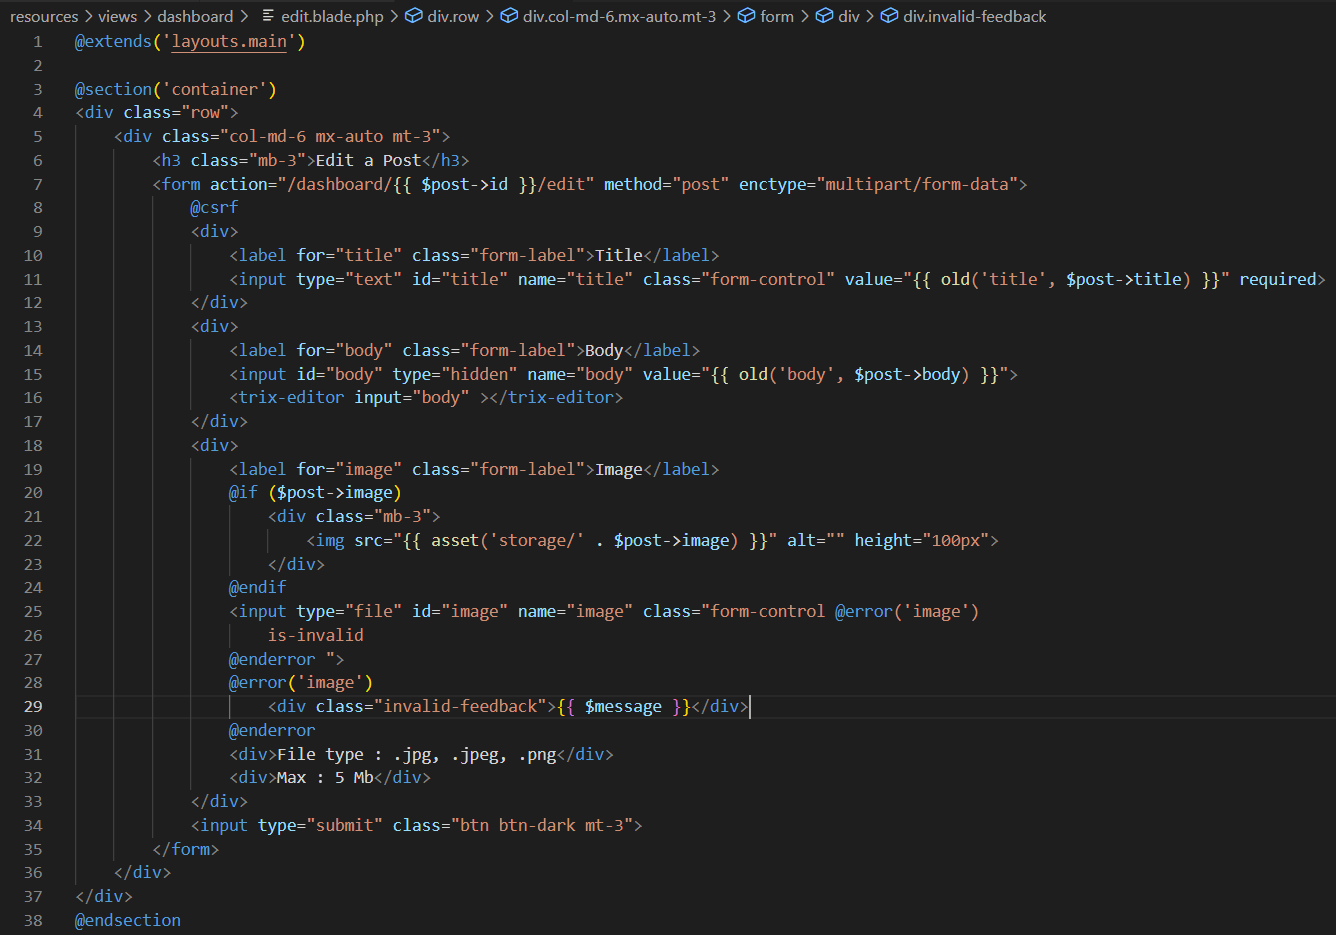 resources > views > dashboard > edit.blade.php > div.row > div.col-md-6.mx-auto.mt-3 > form > div > div.invalid-feedback
1 @extends('layouts.main')
2
3 @section('container')
4 <div class="row">
5     <div class="col-md-6 mx-auto mt-3">
6         <h3 class="mb-3">Edit a Post</h3>
7         <form action="/dashboard/{{ $post->id }}/edit" method="post" enctype="multipart/form-data">
8             @csrf
9             <div>
10                 <label for="title" class="form-label">Title</label>
11                 <input type="text" id="title" name="title" class="form-control" value="{{ old('title', $post->title) }}" required>
12             </div>
13             <div>
14                 <label for="body" class="form-label">Body</label>
15                 <input id="body" type="hidden" name="body" value="{{ old('body', $post->body) }}">
16                 <trix-editor input="body" ></trix-editor>
17             </div>
18             <div>
19                 <label for="image" class="form-label">Image</label>
20                 @if ($post->image)
21                     <div class="mb-3">
22                         <img src="{{ asset('storage/' . $post->image) }}" alt="" height="100px">
23                     </div>
24                 @endif
25                 <input type="file" id="image" name="image" class="form-control @error('image')
26                     is-invalid
27                 @enderror ">
28                 @error('image')
29                     <div class="invalid-feedback">{{ $message }}</div>
30                 @enderror
31                 <div>File type : .jpg, .jpeg, .png</div>
32                 <div>Max : 5 Mb</div>
33             </div>
34             <input type="submit" class="btn btn-dark mt-3">
35         </form>
36     </div>
37 </div>
38 @endsection